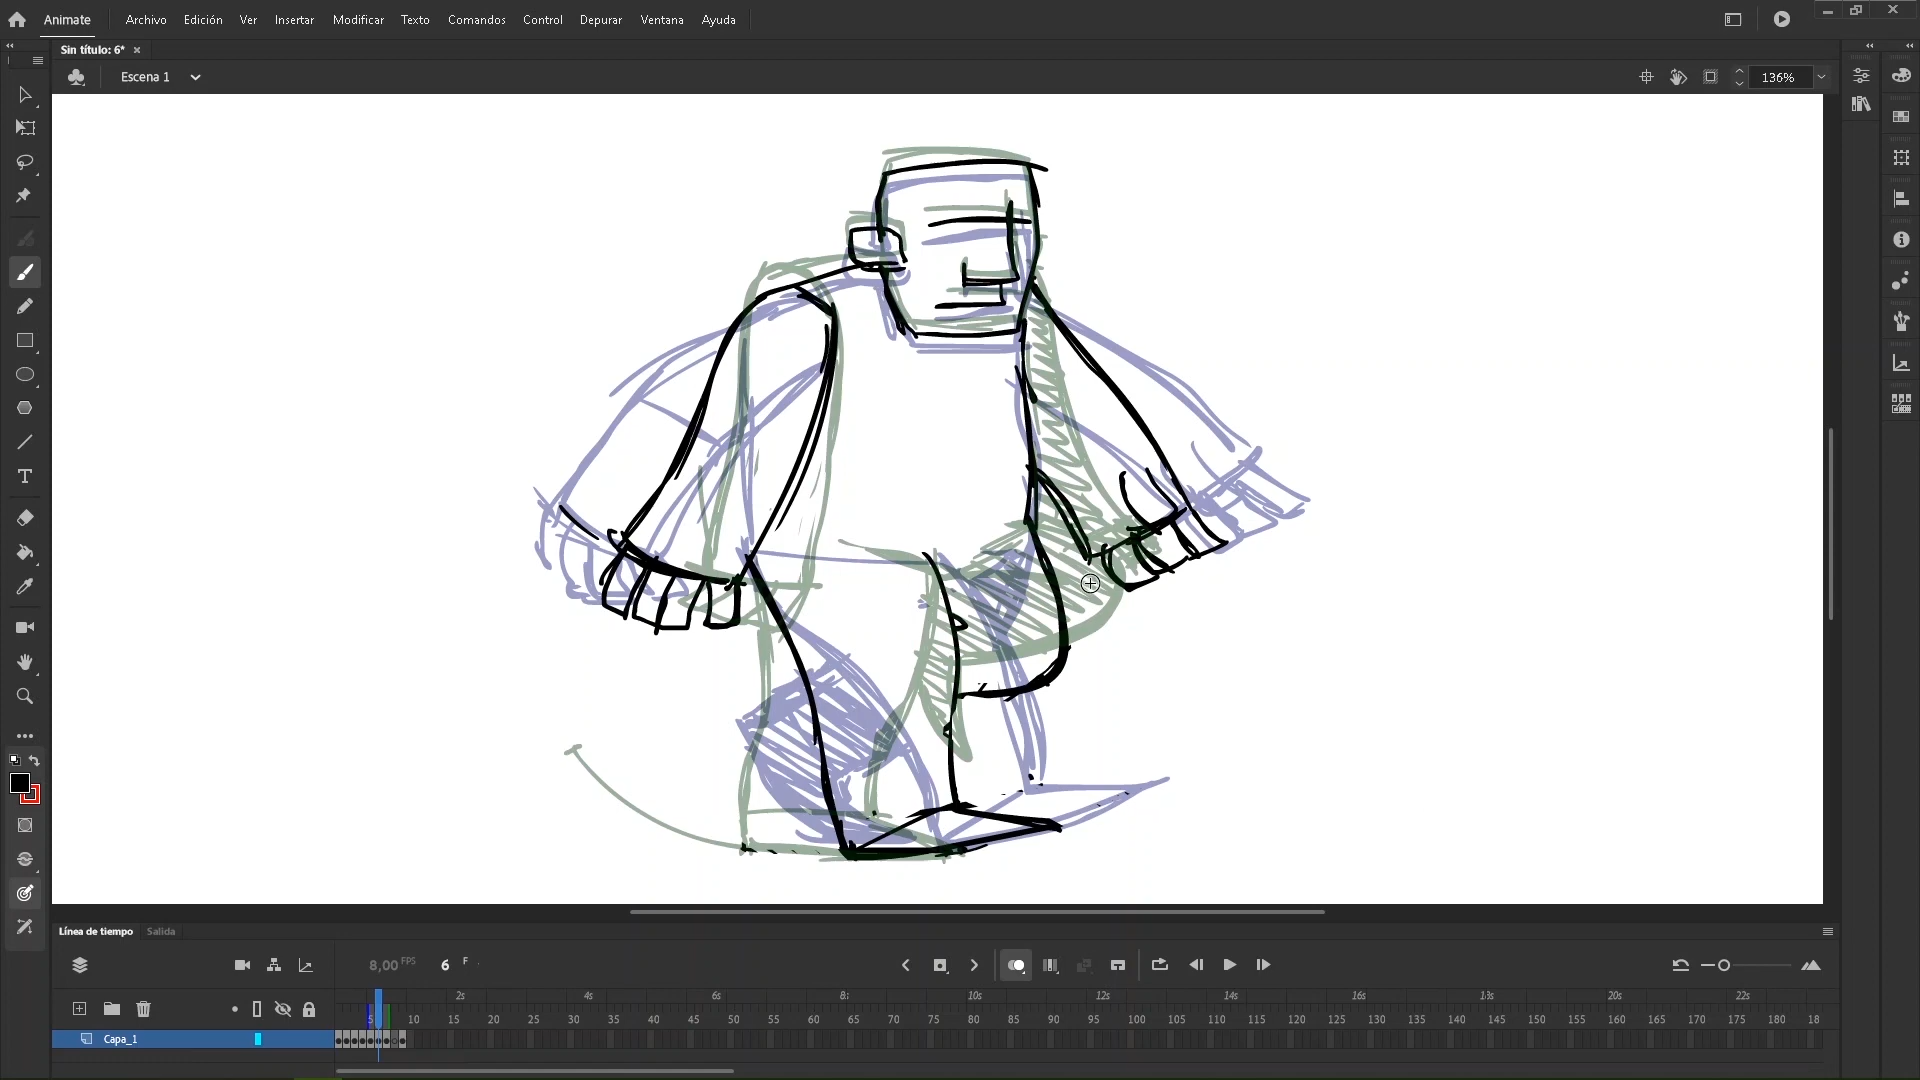 Animate Archivo Edición Ver Insertar Modificar Texto Comandos Control Depurar Ventana Ayuda
Sin título: 6*
Escena 1
136%
Línea de tiempo Salida
8,00 FPS 6 F
2s 4s 6s 8s 10s 12s 14s 16s 18s 20s 22s
5 10 15 20 25 30 35 40 45 50 55 60 65 70 75 80 85 90 95 100 105 110 115 120 125 130 135 140 145 150 155 160 165 170 175 180 18
Capa_1